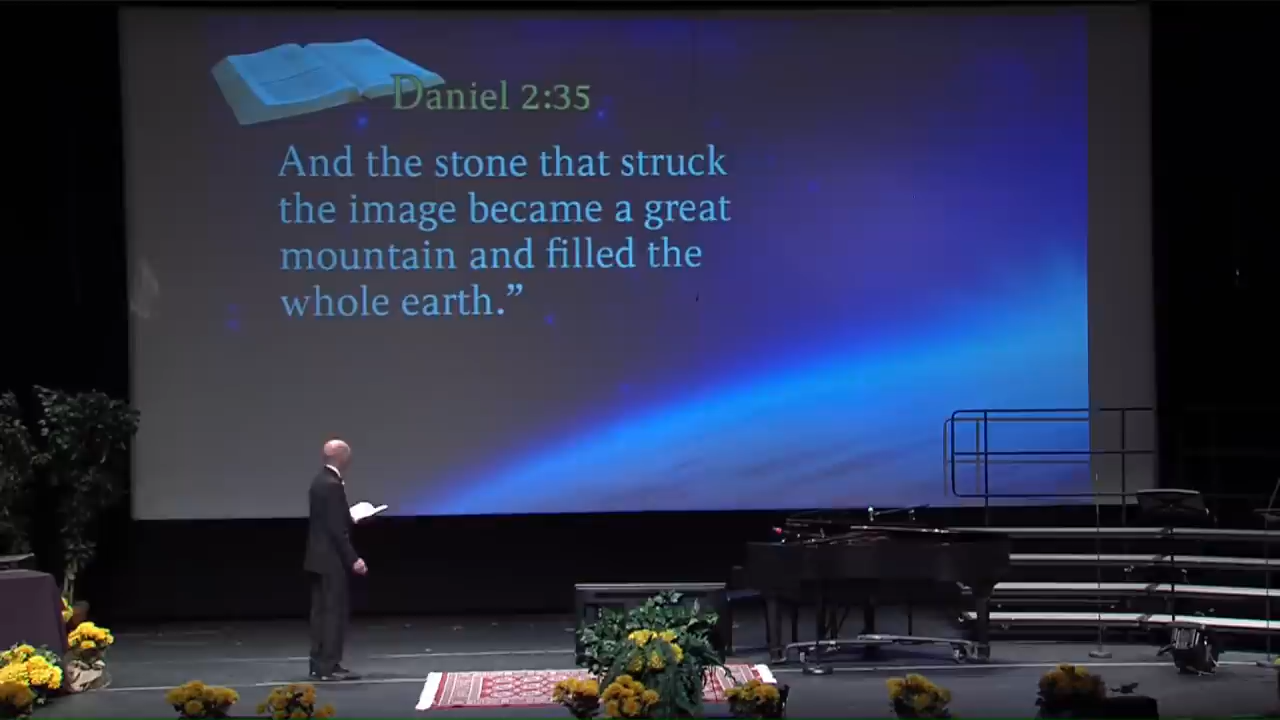 Daniel 2:35
And the stone that struck
the image became a great
mountain and filled the
whole earth.”